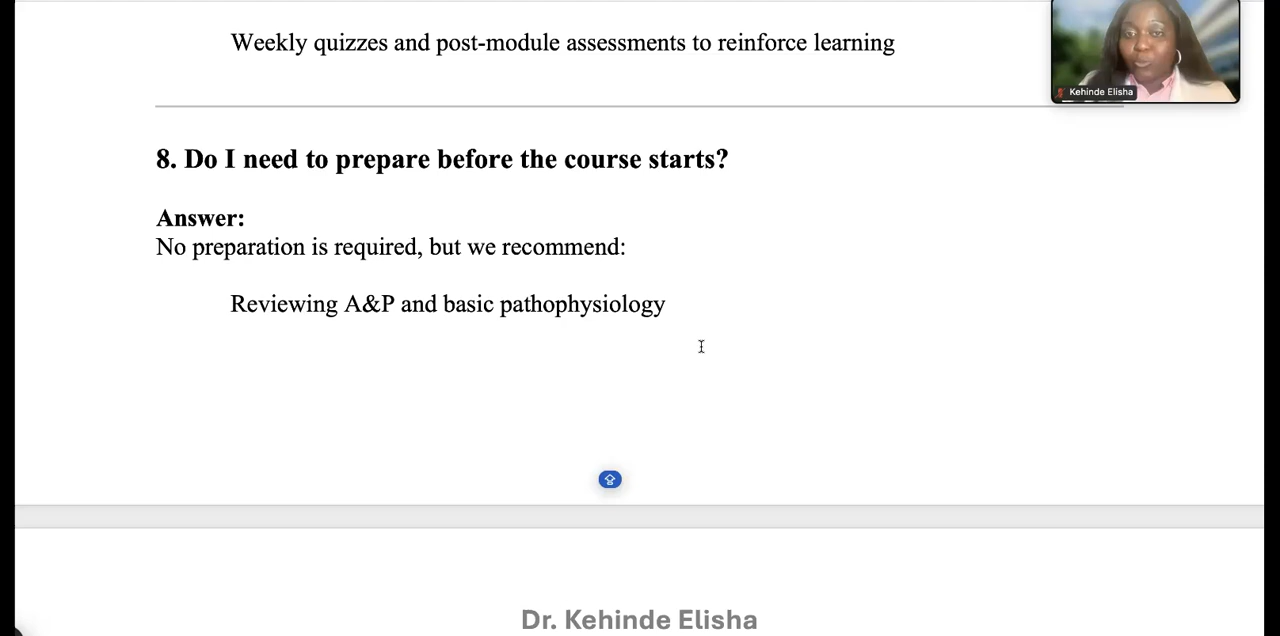 Weekly quizzes and post-module assessments to reinforce learning
Kehinde Elisha
8. Do I need to prepare before the course starts?
Answer:
No preparation is required, but we recommend:
Reviewing A&P and basic pathophysiology
Dr. Kehinde Elisha